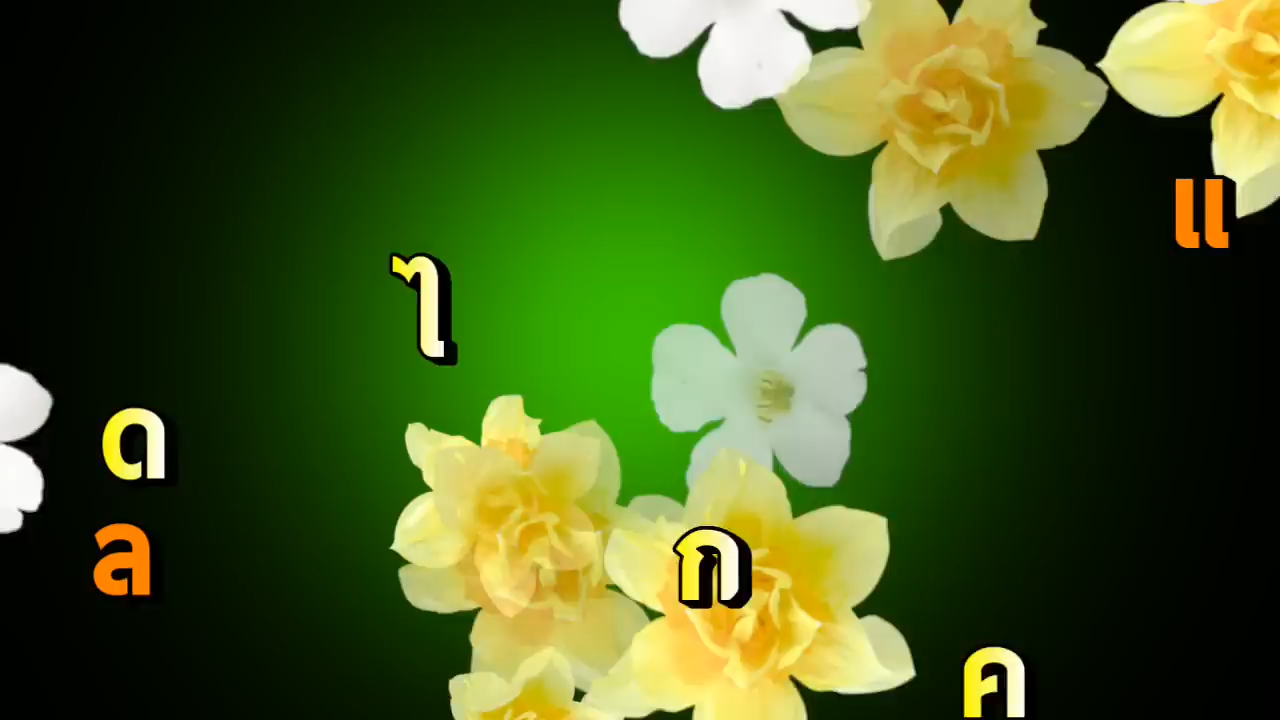 แ
ไ
ด
ล
ก
ค